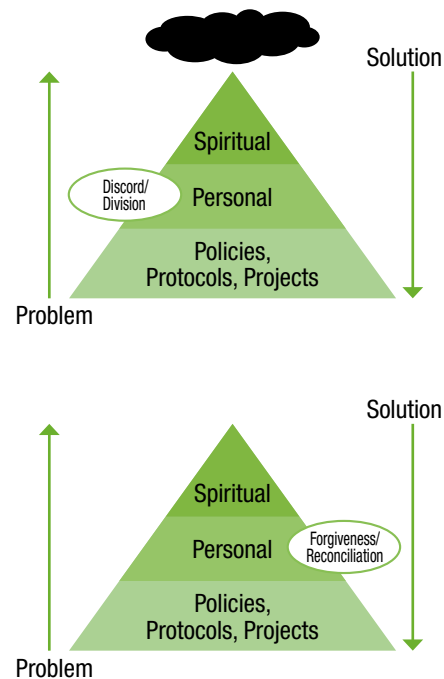 Solution
Spiritual
Discord/
Division
Personal
Policies,
Protocols, Projects
Problem
Solution
Spiritual
Personal
Forgiveness/
Reconciliation
Policies,
Protocols, Projects
Problem